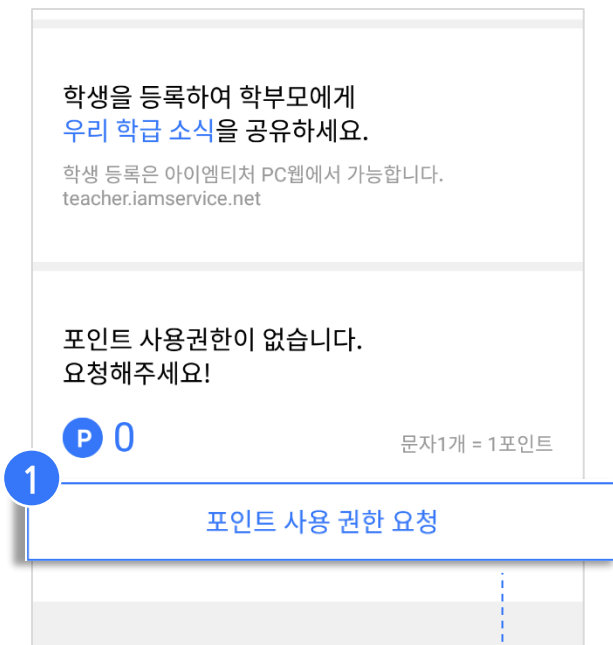 학생을 등록하여 학부모에게
우리 학급 소식을 공유하세요.
학생 등록은 아이엠티처 PC웹에서 가능합니다.
teacher.iamservice.net
포인트 사용권한이 없습니다.
요청해주세요!
P 0
문자1개 = 1포인트
1
포인트 사용 권한 요청